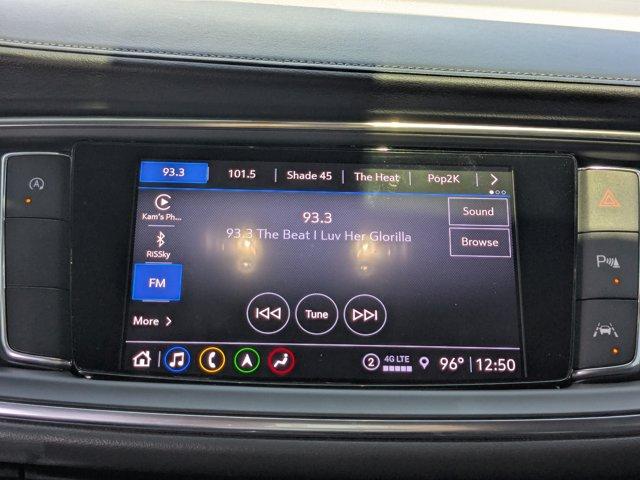 93.3 101.5 Shade 45 The Heat Pop2K
Kam's Ph...
93.3
Sound
93.3 The Beat I Luv Her Glorilla
Browse
RiSSky
FM
Tune
More
2 4G LTE 96° 12:50
A
P